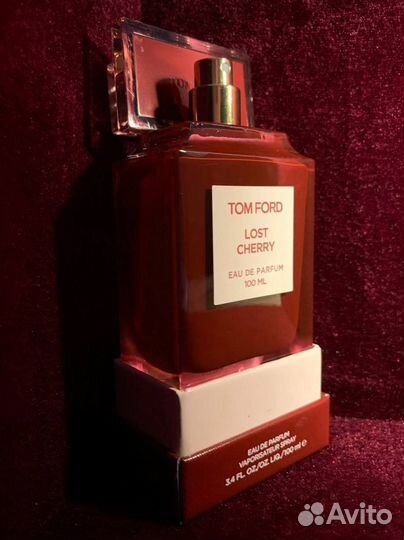 TOM FORD
LOST
CHERRY
EAU DE PARFUM
100 ML
EAU DE PARFUM
VAPORISATEUR SPRAY
3.4 FL. OZ/OZ. LIQ./100 ml ℮
Avito